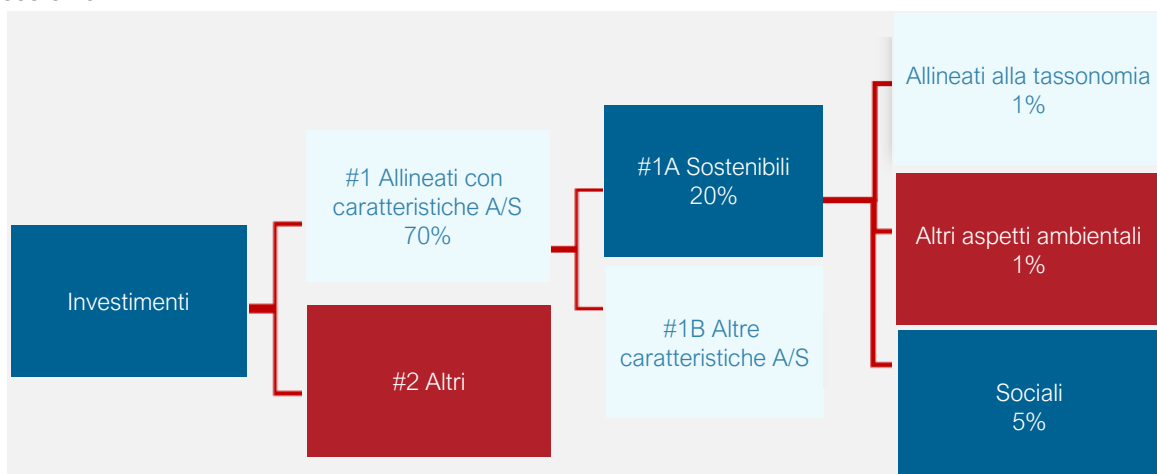 Investimenti
#1 Allineati con
caratteristiche A/S
70%
#2 Altri
#1A Sostenibili
20%
#1B Altre
caratteristiche A/S
Allineati alla tassonomia
1%
Altri aspetti ambientali
1%
Sociali
5%